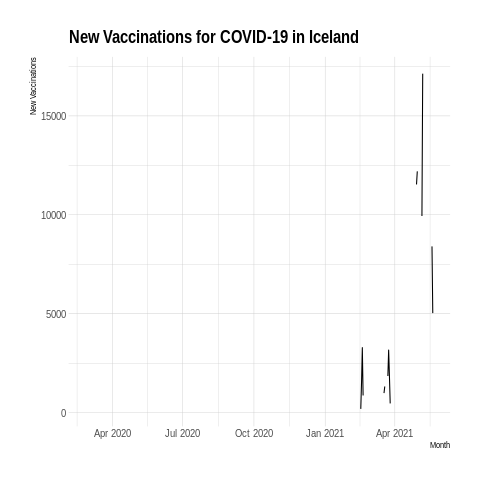 New Vaccinations for COVID-19 in Iceland
New Vaccinations
15000
10000
5000
0
Apr 2020 Jul 2020 Oct 2020 Jan 2021 Apr 2021
Month